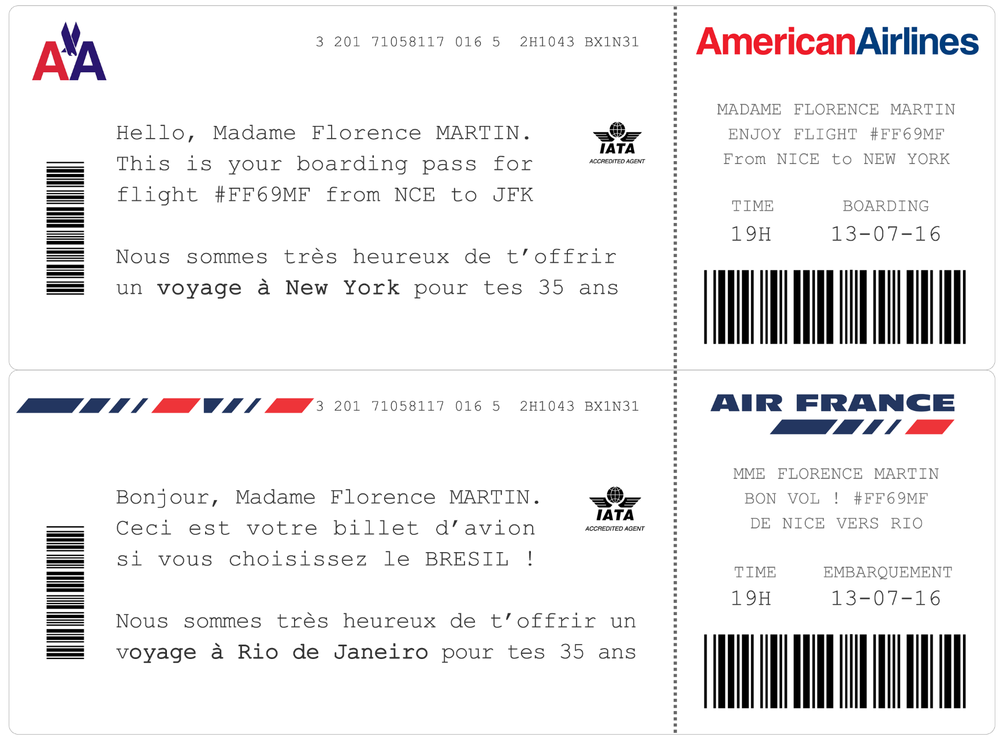 AA
3 201 71058117 016 5 2H1043 BX1N31
Hello, Madame Florence MARTIN.
This is your boarding pass for
flight #FF69MF from NCE to JFK
IATA
ACCREDITED AGENT
Nous sommes très heureux de t’offrir
un voyage à New York pour tes 35 ans
AmericanAirlines
MADAME FLORENCE MARTIN
ENJOY FLIGHT #FF69MF
From NICE to NEW YORK
TIME BOARDING
19H 13-07-16
3 201 71058117 016 5 2H1043 BX1N31
Bonjour, Madame Florence MARTIN.
Ceci est votre billet d’avion
si vous choisissez le BRESIL !
IATA
ACCREDITED AGENT
Nous sommes très heureux de t’offrir un
voyage à Rio de Janeiro pour tes 35 ans
AIR FRANCE
MME FLORENCE MARTIN
BON VOL ! #FF69MF
DE NICE VERS RIO
TIME EMBARQUEMENT
19H 13-07-16